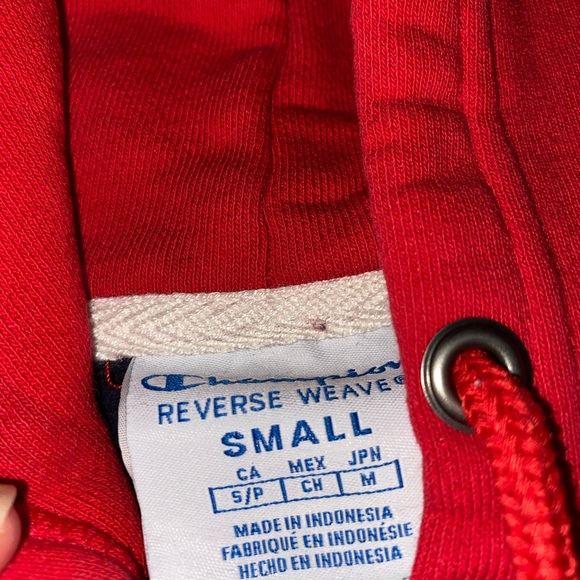 Champion
REVERSE WEAVE®
SMALL
CA MEX JPN
S/P CH M
MADE IN INDONESIA
FABRIQUÉ EN INDONÉSIE
HECHO EN INDONESIA